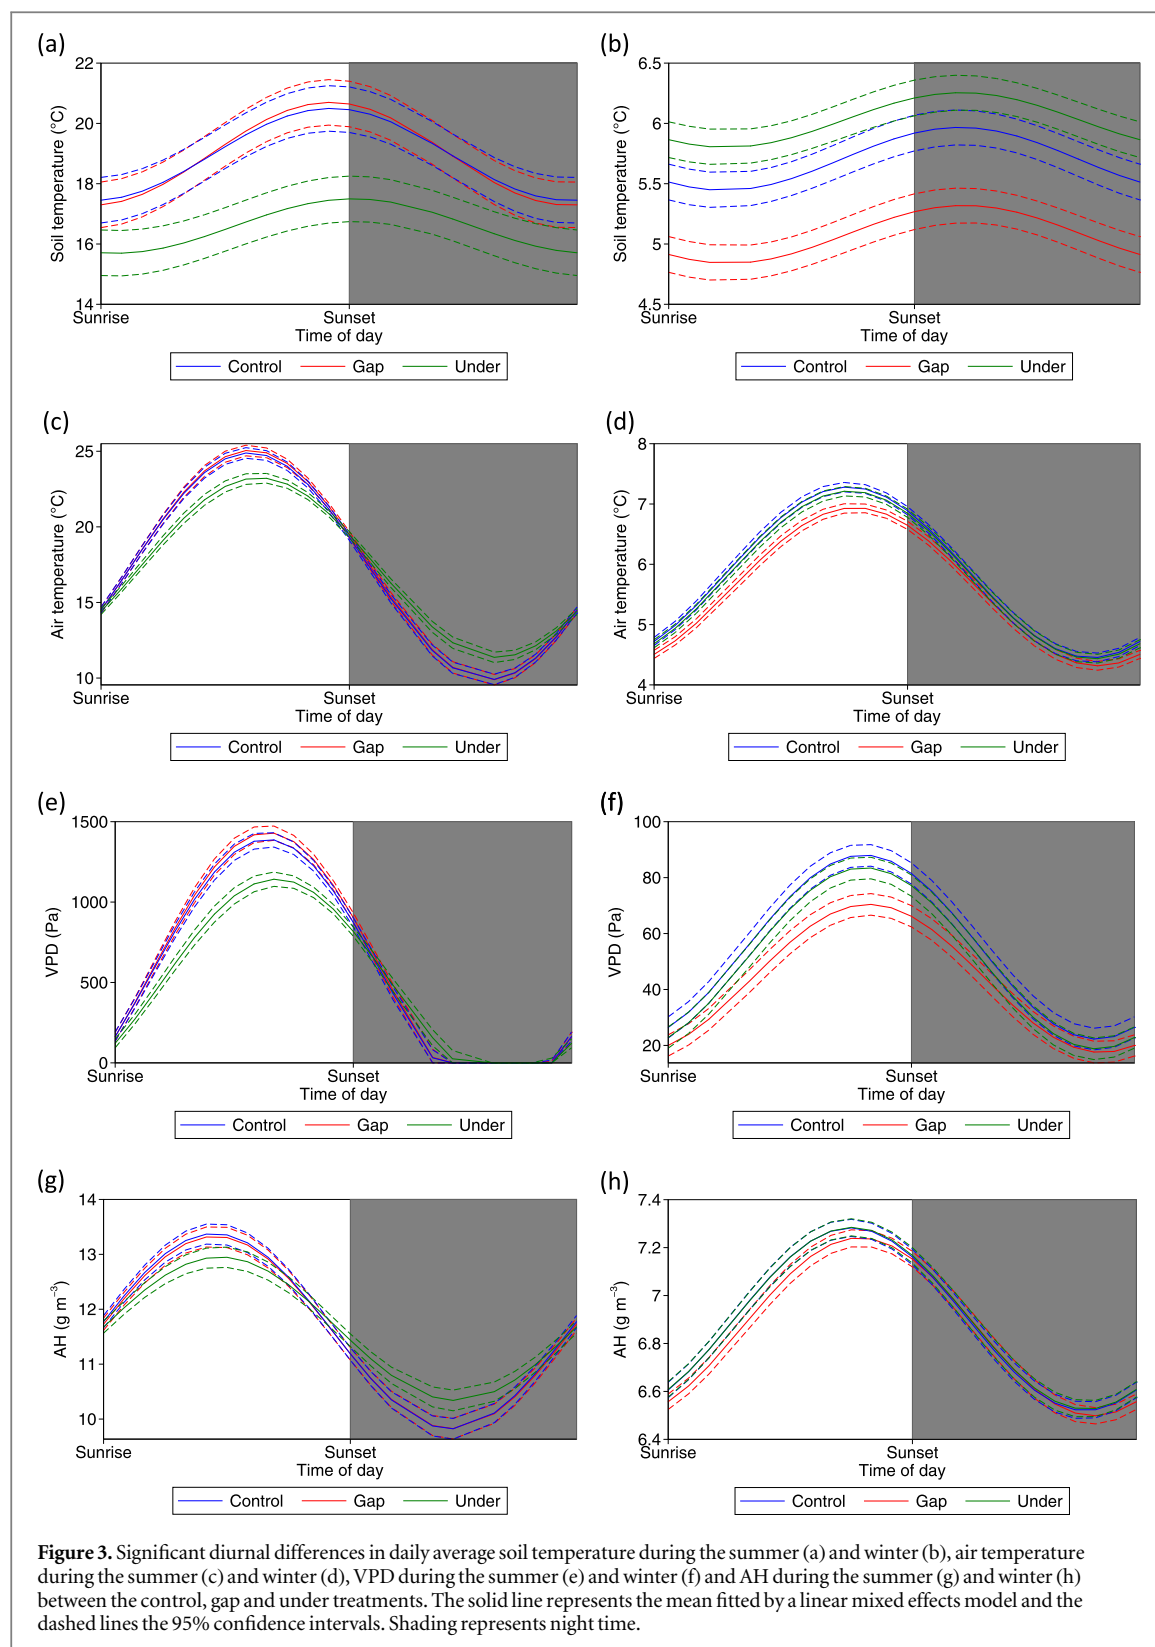 (a)
22
20
18
16
14
Soil temperature (°C)
Sunrise
Sunset
Time of day
Control Gap Under
(b)
6.5
6
5.5
5
4.5
Soil temperature (°C)
Sunrise
Sunset
Time of day
Control Gap Under
(c)
25
20
15
10
Air temperature (°C)
Sunrise
Sunset
Time of day
Control Gap Under
(d)
8
7
6
5
4
Air temperature (°C)
Sunrise
Sunset
Time of day
Control Gap Under
(e)
1500
1000
500
0
VPD (Pa)
Sunrise
Sunset
Time of day
Control Gap Under
(f)
100
80
60
40
20
VPD (Pa)
Sunrise
Sunset
Time of day
Control Gap Under
(g)
14
13
12
11
10
AH (g m⁻³)
Sunrise
Sunset
Time of day
Control Gap Under
(h)
7.4
7.2
7
6.8
6.6
6.4
AH (g m⁻³)
Sunrise
Sunset
Time of day
Control Gap Under
Figure 3. Significant diurnal differences in daily average soil temperature during the summer (a) and winter (b), air temperature
during the summer (c) and winter (d), VPD during the summer (e) and winter (f) and AH during the summer (g) and winter (h)
between the control, gap and under treatments. The solid line represents the mean fitted by a linear mixed effects model and the
dashed lines the 95% confidence intervals. Shading represents night time.